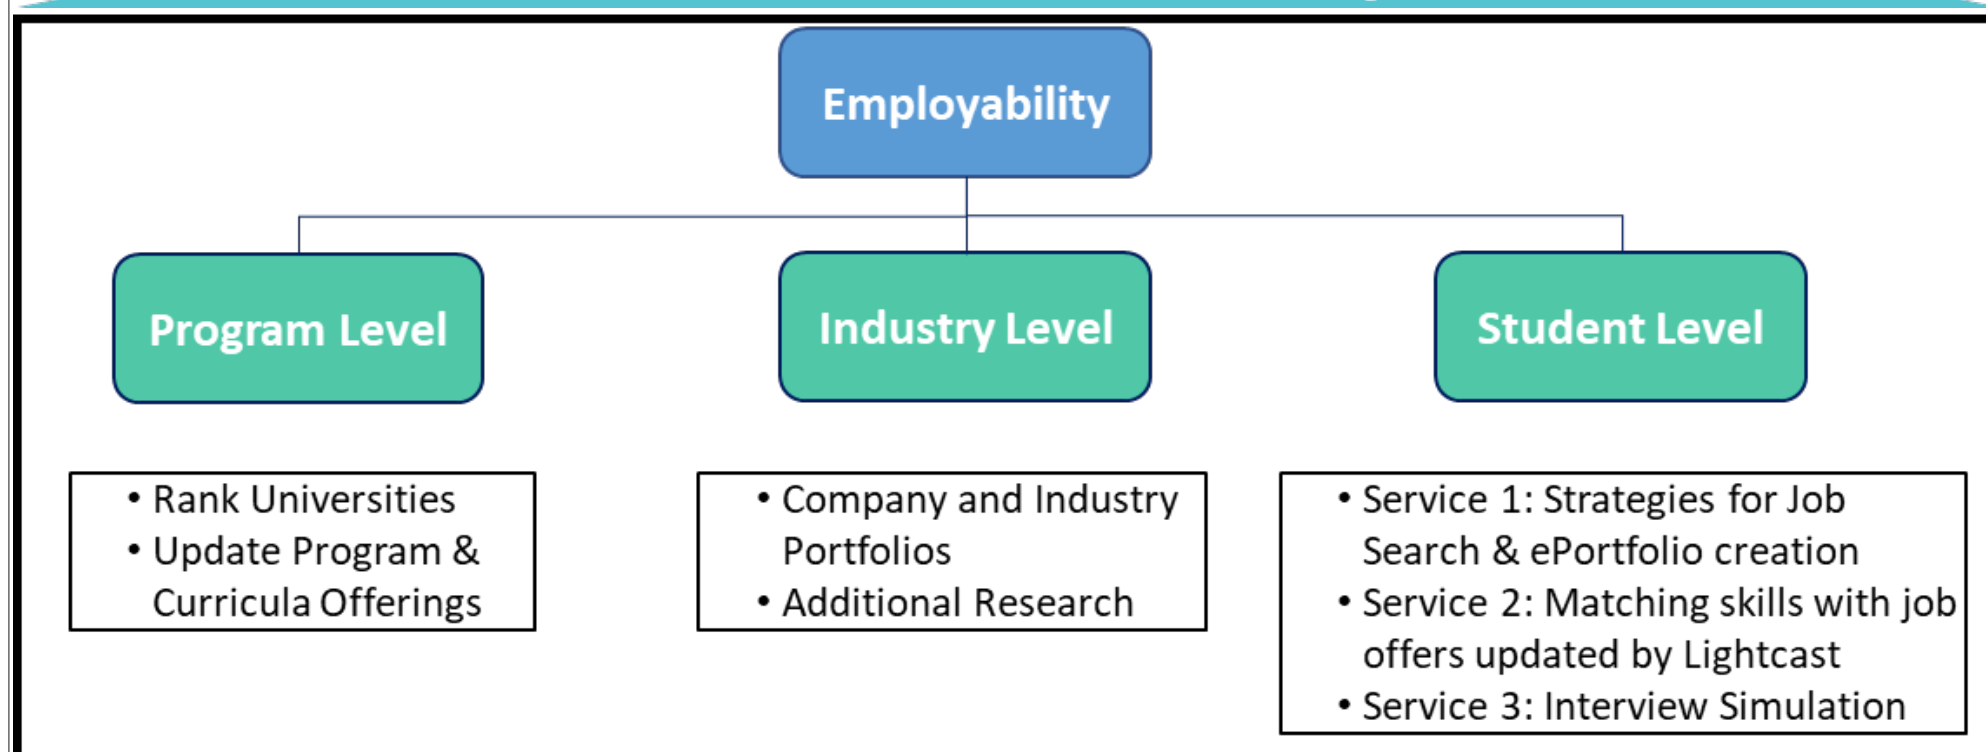 Employability
Program Level
Industry Level
Student Level
• Rank Universities
• Update Program &
Curricula Offerings
• Company and Industry
Portfolios
• Additional Research
• Service 1: Strategies for Job
Search & ePortfolio creation
• Service 2: Matching skills with job
offers updated by Lightcast
• Service 3: Interview Simulation